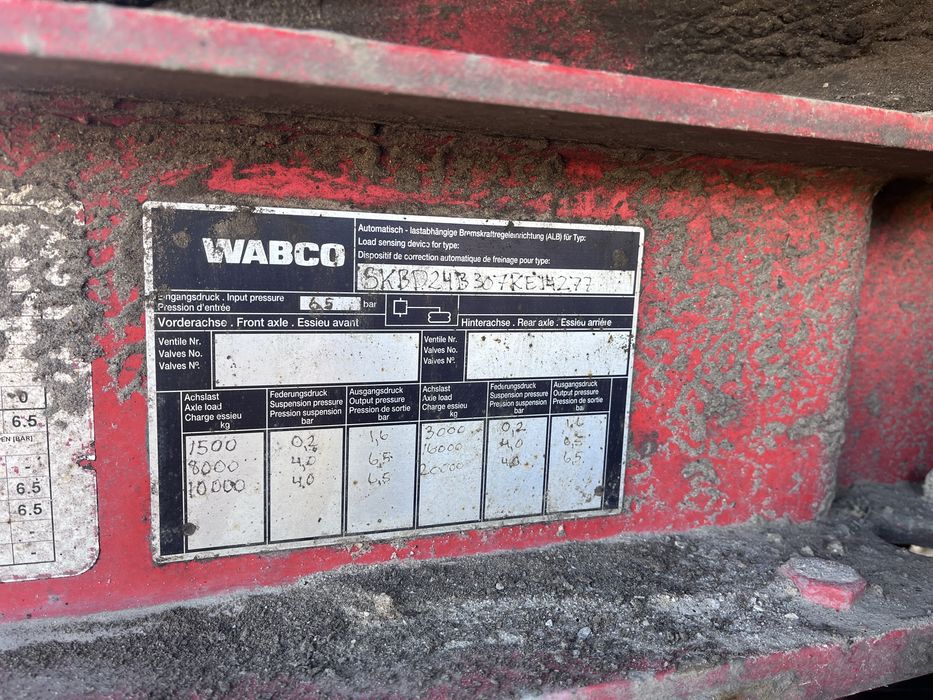 WABCO
Automatisch - lastabhängige Bremskraftregeleinrichtung (ALB) für Typ:
Load sensing device for type:
Dispositif de correction automatique de freinage pour type:
Eingangsdruck . Input pressure
Pression d'entrée
6.5 bar
Vorderachse . Front axle . Essieu avant
Hinterachse . Rear axle . Essieu arriére
Ventile Nr.
Valves No.
Valves Nº.
Ventile Nr.
Valves No.
Valves Nº.
Achslast
Axle load
Charge essieu
kg
Federungsdruck
Suspension pressure
Pression suspension
bar
Ausgangsdruck
Output pressure
Pression de sortie
bar
Achslast
Axle load
Charge essieu
kg
Federungsdruck
Suspension pressure
Pression suspension
bar
Ausgangsdruck
Output pressure
Pression de sortie
bar
1500 0,2 1,6 3000 0,2 1,6
8000 4,0 6,5 16000 4,0 6,5
10000 4,0 6,5 20000 4,0 6,5
0
6.5
EN [BAR]
-
6.5
6.5
-
-